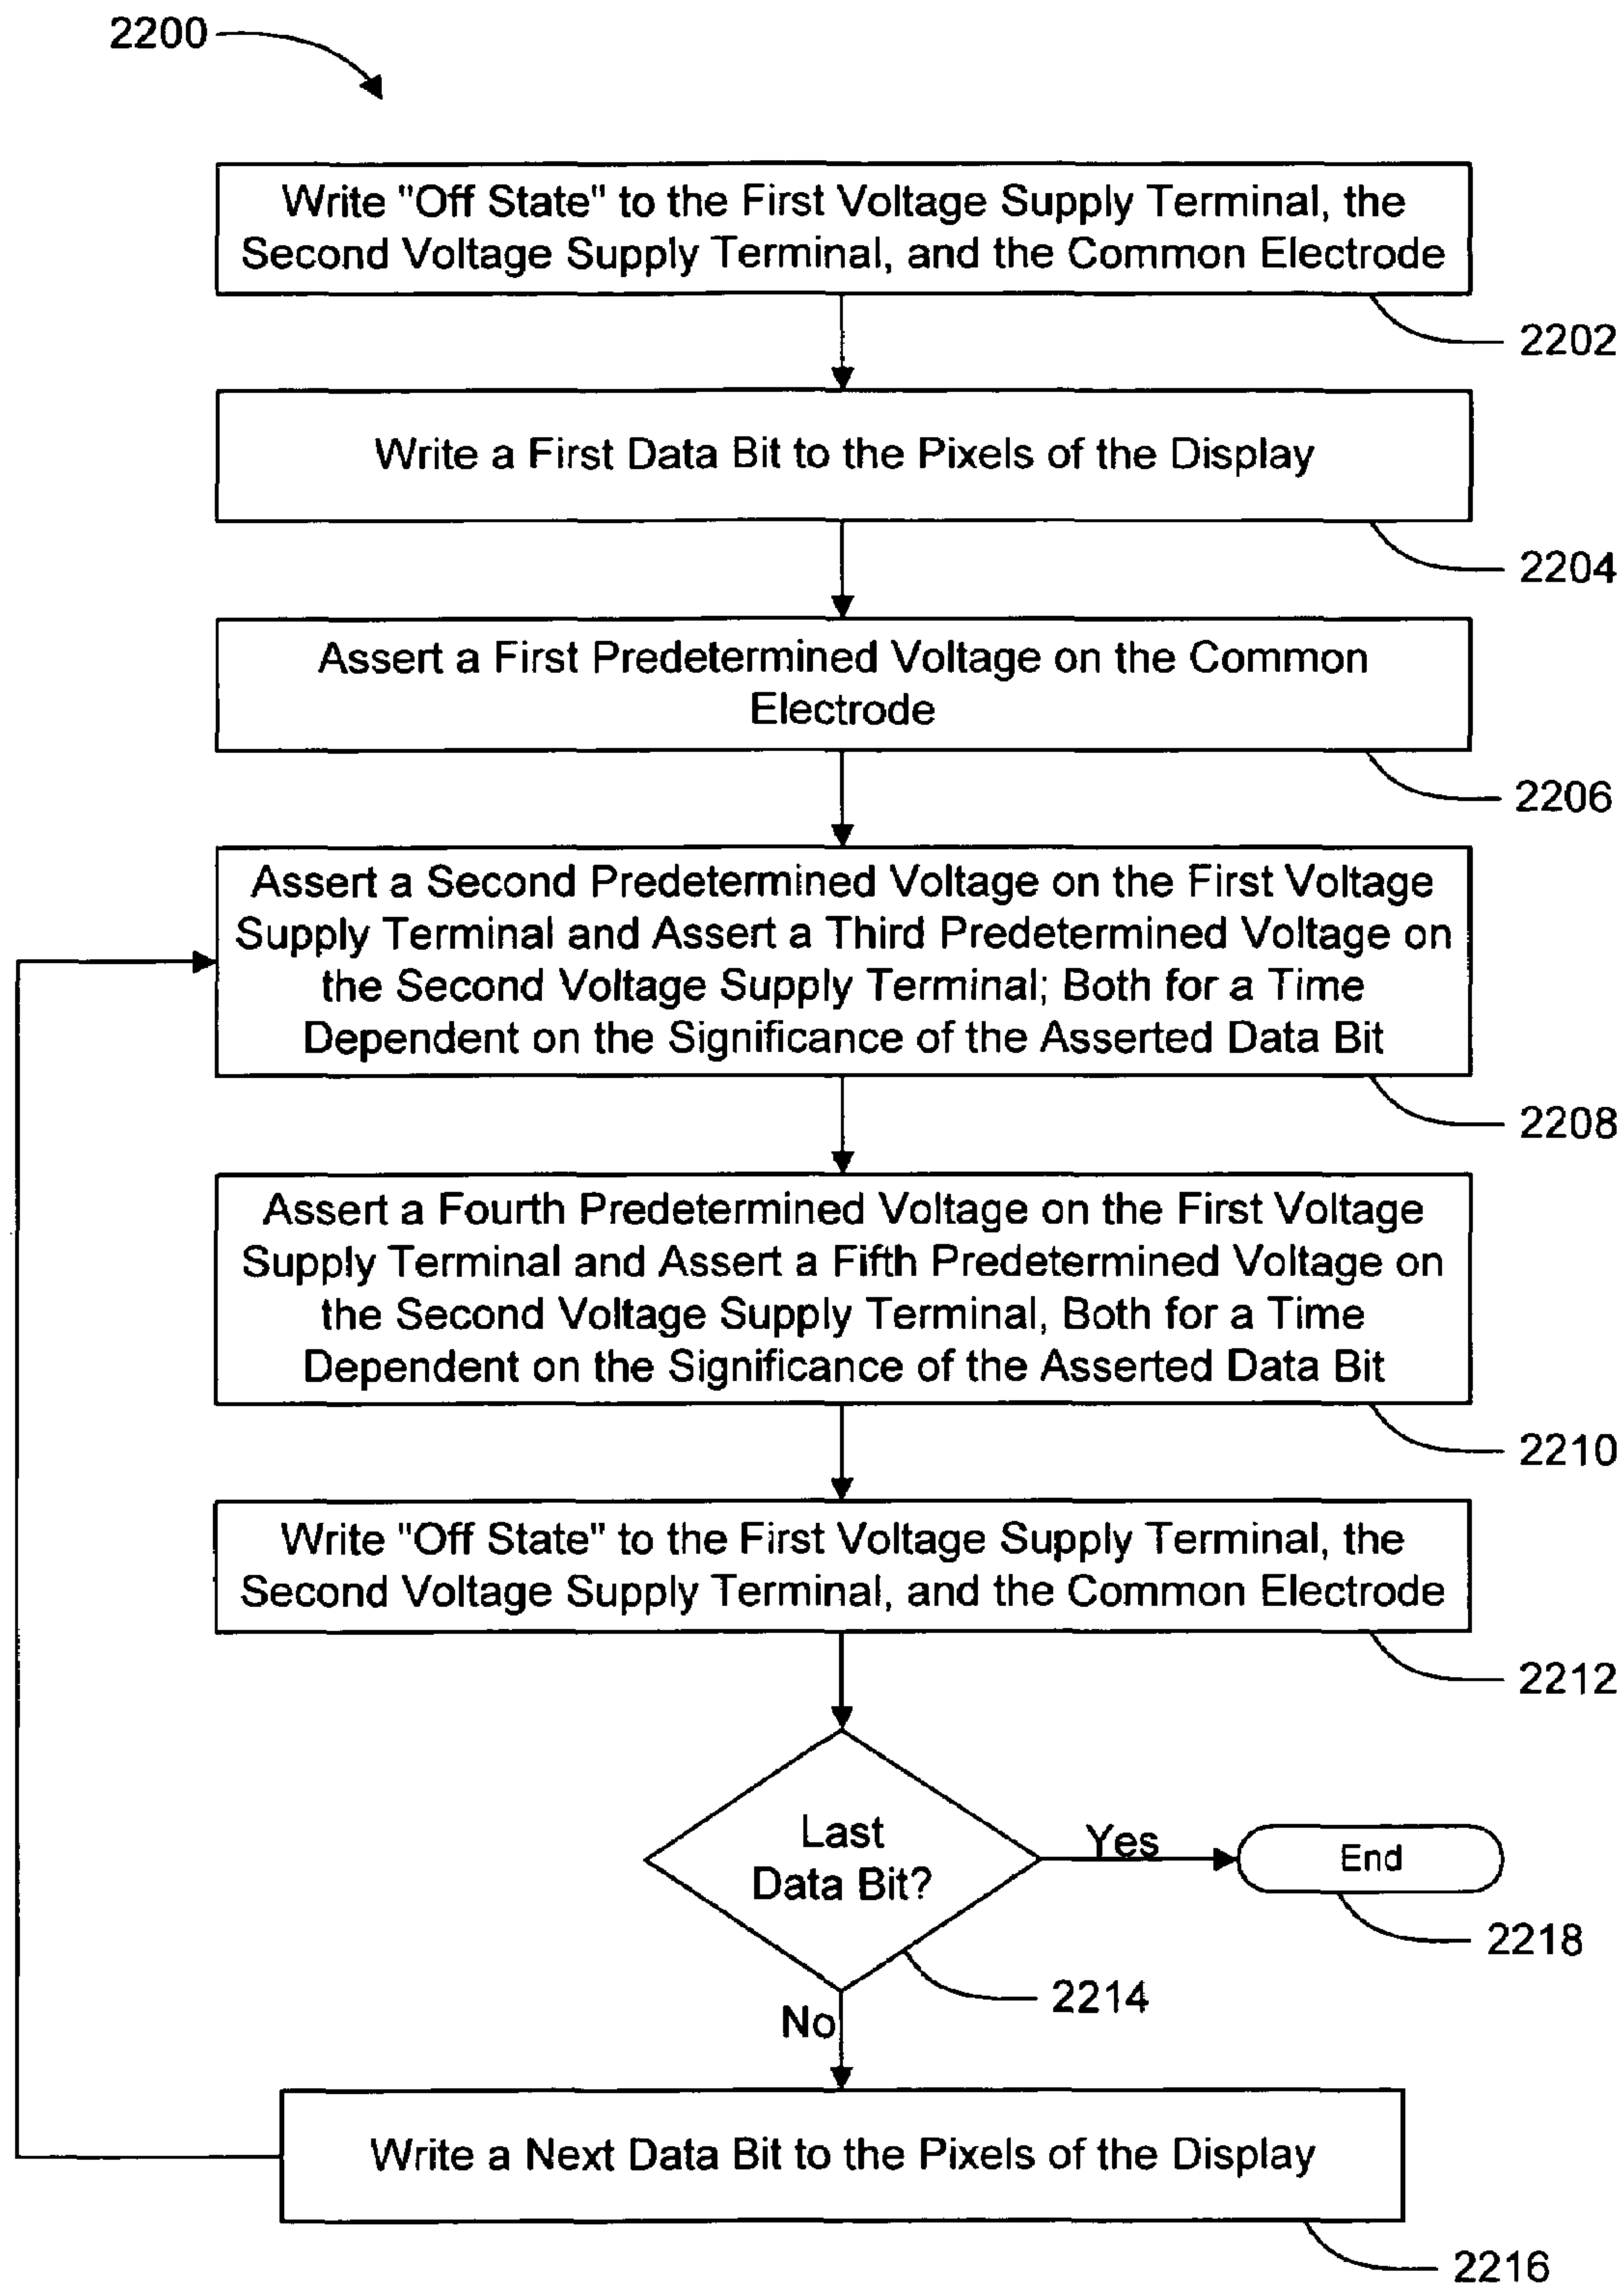 2200
Write "Off State" to the First Voltage Supply Terminal, the
Second Voltage Supply Terminal, and the Common Electrode
2202
Write a First Data Bit to the Pixels of the Display
2204
Assert a First Predetermined Voltage on the Common
Electrode
2206
Assert a Second Predetermined Voltage on the First Voltage
Supply Terminal and Assert a Third Predetermined Voltage on
the Second Voltage Supply Terminal; Both for a Time
Dependent on the Significance of the Asserted Data Bit
2208
Assert a Fourth Predetermined Voltage on the First Voltage
Supply Terminal and Assert a Fifth Predetermined Voltage on
the Second Voltage Supply Terminal, Both for a Time
Dependent on the Significance of the Asserted Data Bit
2210
Write "Off State" to the First Voltage Supply Terminal, the
Second Voltage Supply Terminal, and the Common Electrode
2212
Last
Data Bit?
Yes
End
2218
2214
No
Write a Next Data Bit to the Pixels of the Display
2216